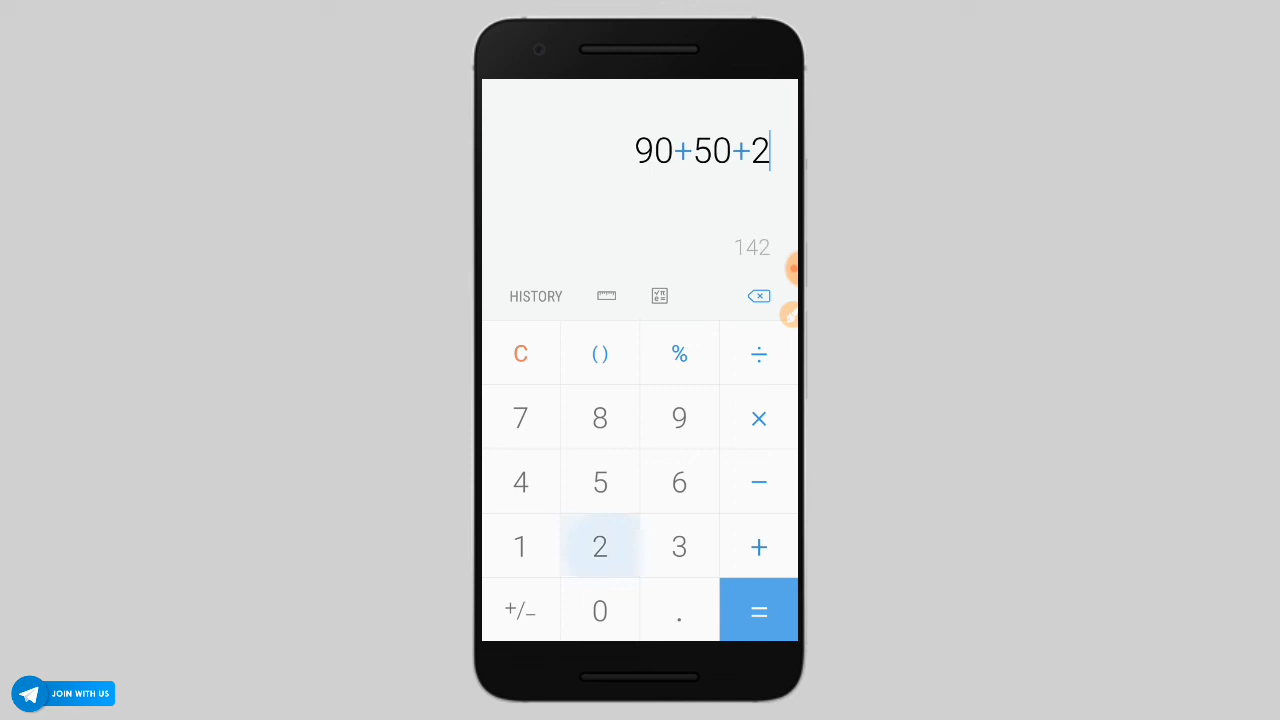 90+50+2
142
HISTORY
C ( ) % ÷
7 8 9 ×
4 5 6 −
1 2 3 +
+/− 0 . =
JOIN WITH US